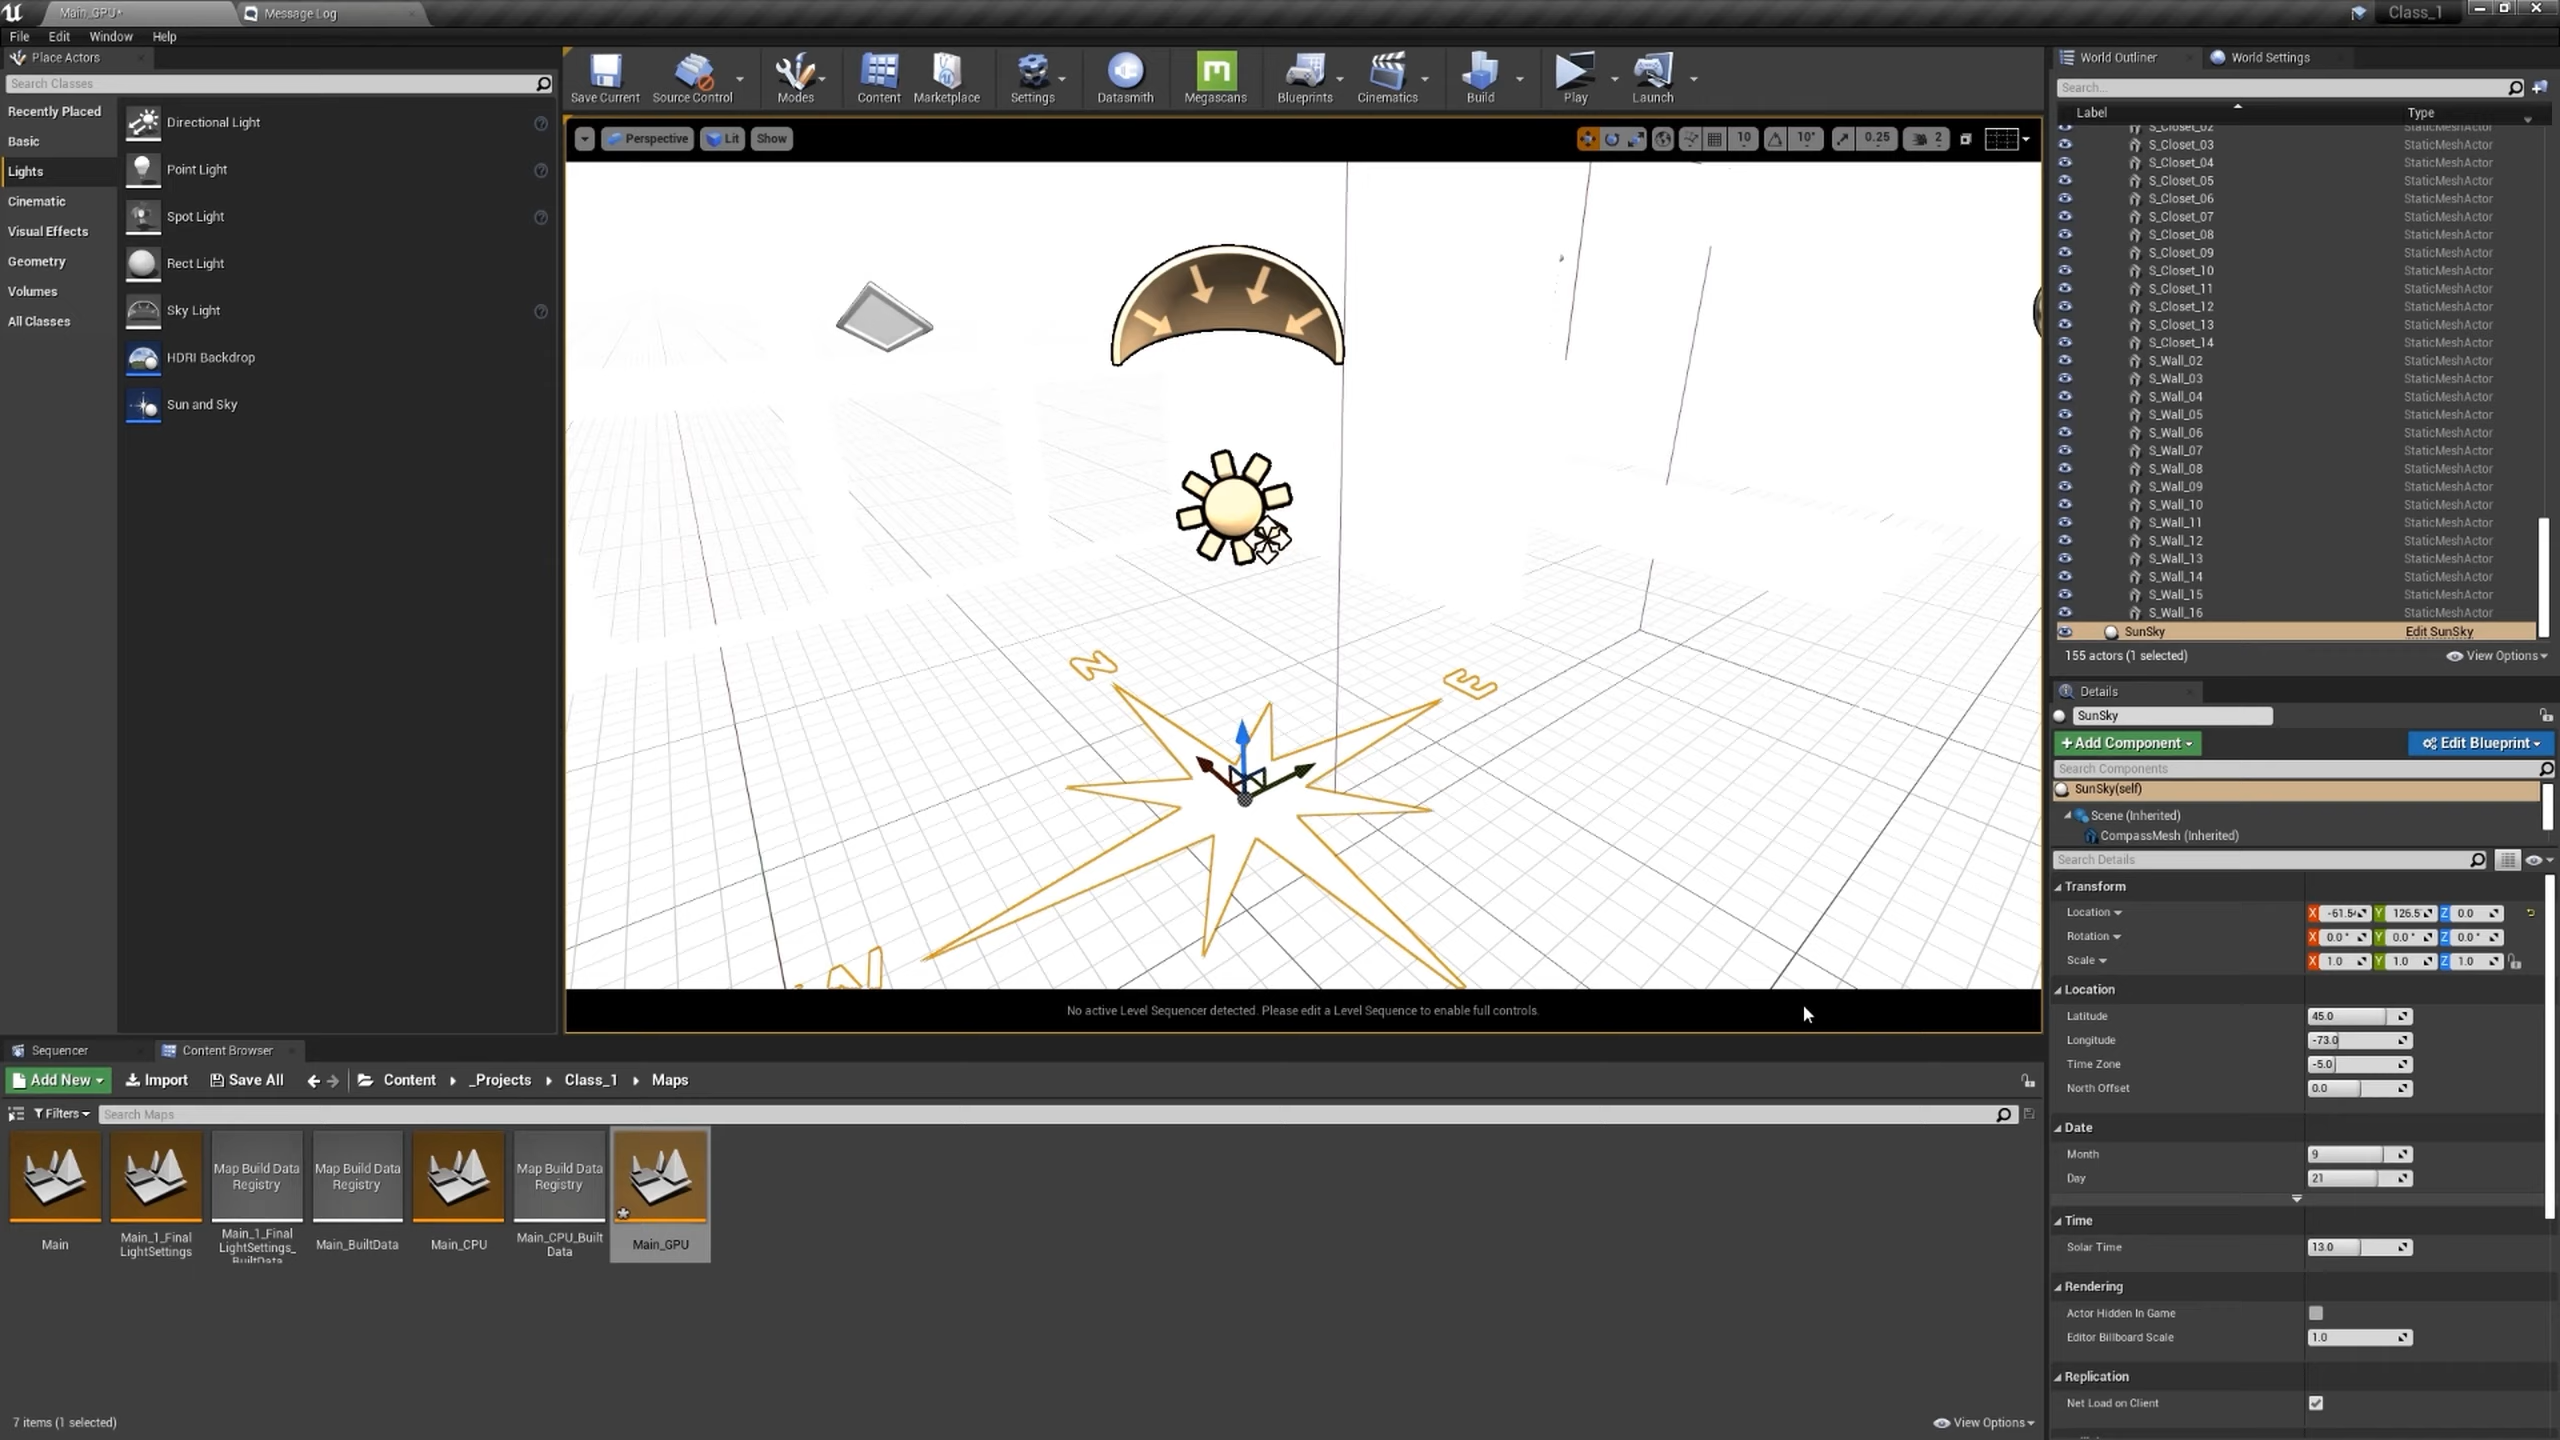 Main_GPU*
Message Log
Class_1
File Edit Window Help
Place Actors
Search Classes
Recently Placed
Basic
Lights
Cinematic
Visual Effects
Geometry
Volumes
All Classes
Directional Light
Point Light
Spot Light
Rect Light
Sky Light
HDRI Backdrop
Sun and Sky
Save Current
Source Control
Modes
Content
Marketplace
Settings
Datasmith
Megascans
Blueprints
Cinematics
Build
Play
Launch
Perspective
Lit
Show
10
10°
0.25
2
N
E
No active Level Sequencer detected. Please edit a Level Sequence to enable full controls.
World Outliner
World Settings
Search...
Label Type
S_Closet_02 StaticMeshActor
S_Closet_03 StaticMeshActor
S_Closet_04 StaticMeshActor
S_Closet_05 StaticMeshActor
S_Closet_06 StaticMeshActor
S_Closet_07 StaticMeshActor
S_Closet_08 StaticMeshActor
S_Closet_09 StaticMeshActor
S_Closet_10 StaticMeshActor
S_Closet_11 StaticMeshActor
S_Closet_12 StaticMeshActor
S_Closet_13 StaticMeshActor
S_Closet_14 StaticMeshActor
S_Wall_02 StaticMeshActor
S_Wall_03 StaticMeshActor
S_Wall_04 StaticMeshActor
S_Wall_05 StaticMeshActor
S_Wall_06 StaticMeshActor
S_Wall_07 StaticMeshActor
S_Wall_08 StaticMeshActor
S_Wall_09 StaticMeshActor
S_Wall_10 StaticMeshActor
S_Wall_11 StaticMeshActor
S_Wall_12 StaticMeshActor
S_Wall_13 StaticMeshActor
S_Wall_14 StaticMeshActor
S_Wall_15 StaticMeshActor
S_Wall_16 StaticMeshActor
SunSky Edit SunSky
155 actors (1 selected)
View Options
Details
SunSky
+Add Component
Edit Blueprint
Search Components
SunSky(self)
Scene (Inherited)
CompassMesh (Inherited)
Search Details
Transform
Location X -61.5 Y 126.5 Z 0.0
Rotation X 0.0° Y 0.0° Z 0.0°
Scale X 1.0 Y 1.0 Z 1.0
Location
Latitude 45.0
Longitude -73.0
Time Zone -5.0
North Offset 0.0
Date
Month 9
Day 21
Time
Solar Time 13.0
Rendering
Actor Hidden In Game
Editor Billboard Scale 1.0
Replication
Net Load on Client
Sequencer
Content Browser
Add New
Import
Save All
Content
_Projects
Class_1
Maps
Filters
Search Maps
Map Build Data
Registry
Map Build Data
Registry
Map Build Data
Registry
Main
Main_1_Final
LightSettings
Main_1_Final
LightSettings_
BuiltData
Main_BuiltData
Main_CPU
Main_CPU_Built
Data
Main_GPU
7 items (1 selected)
View Options